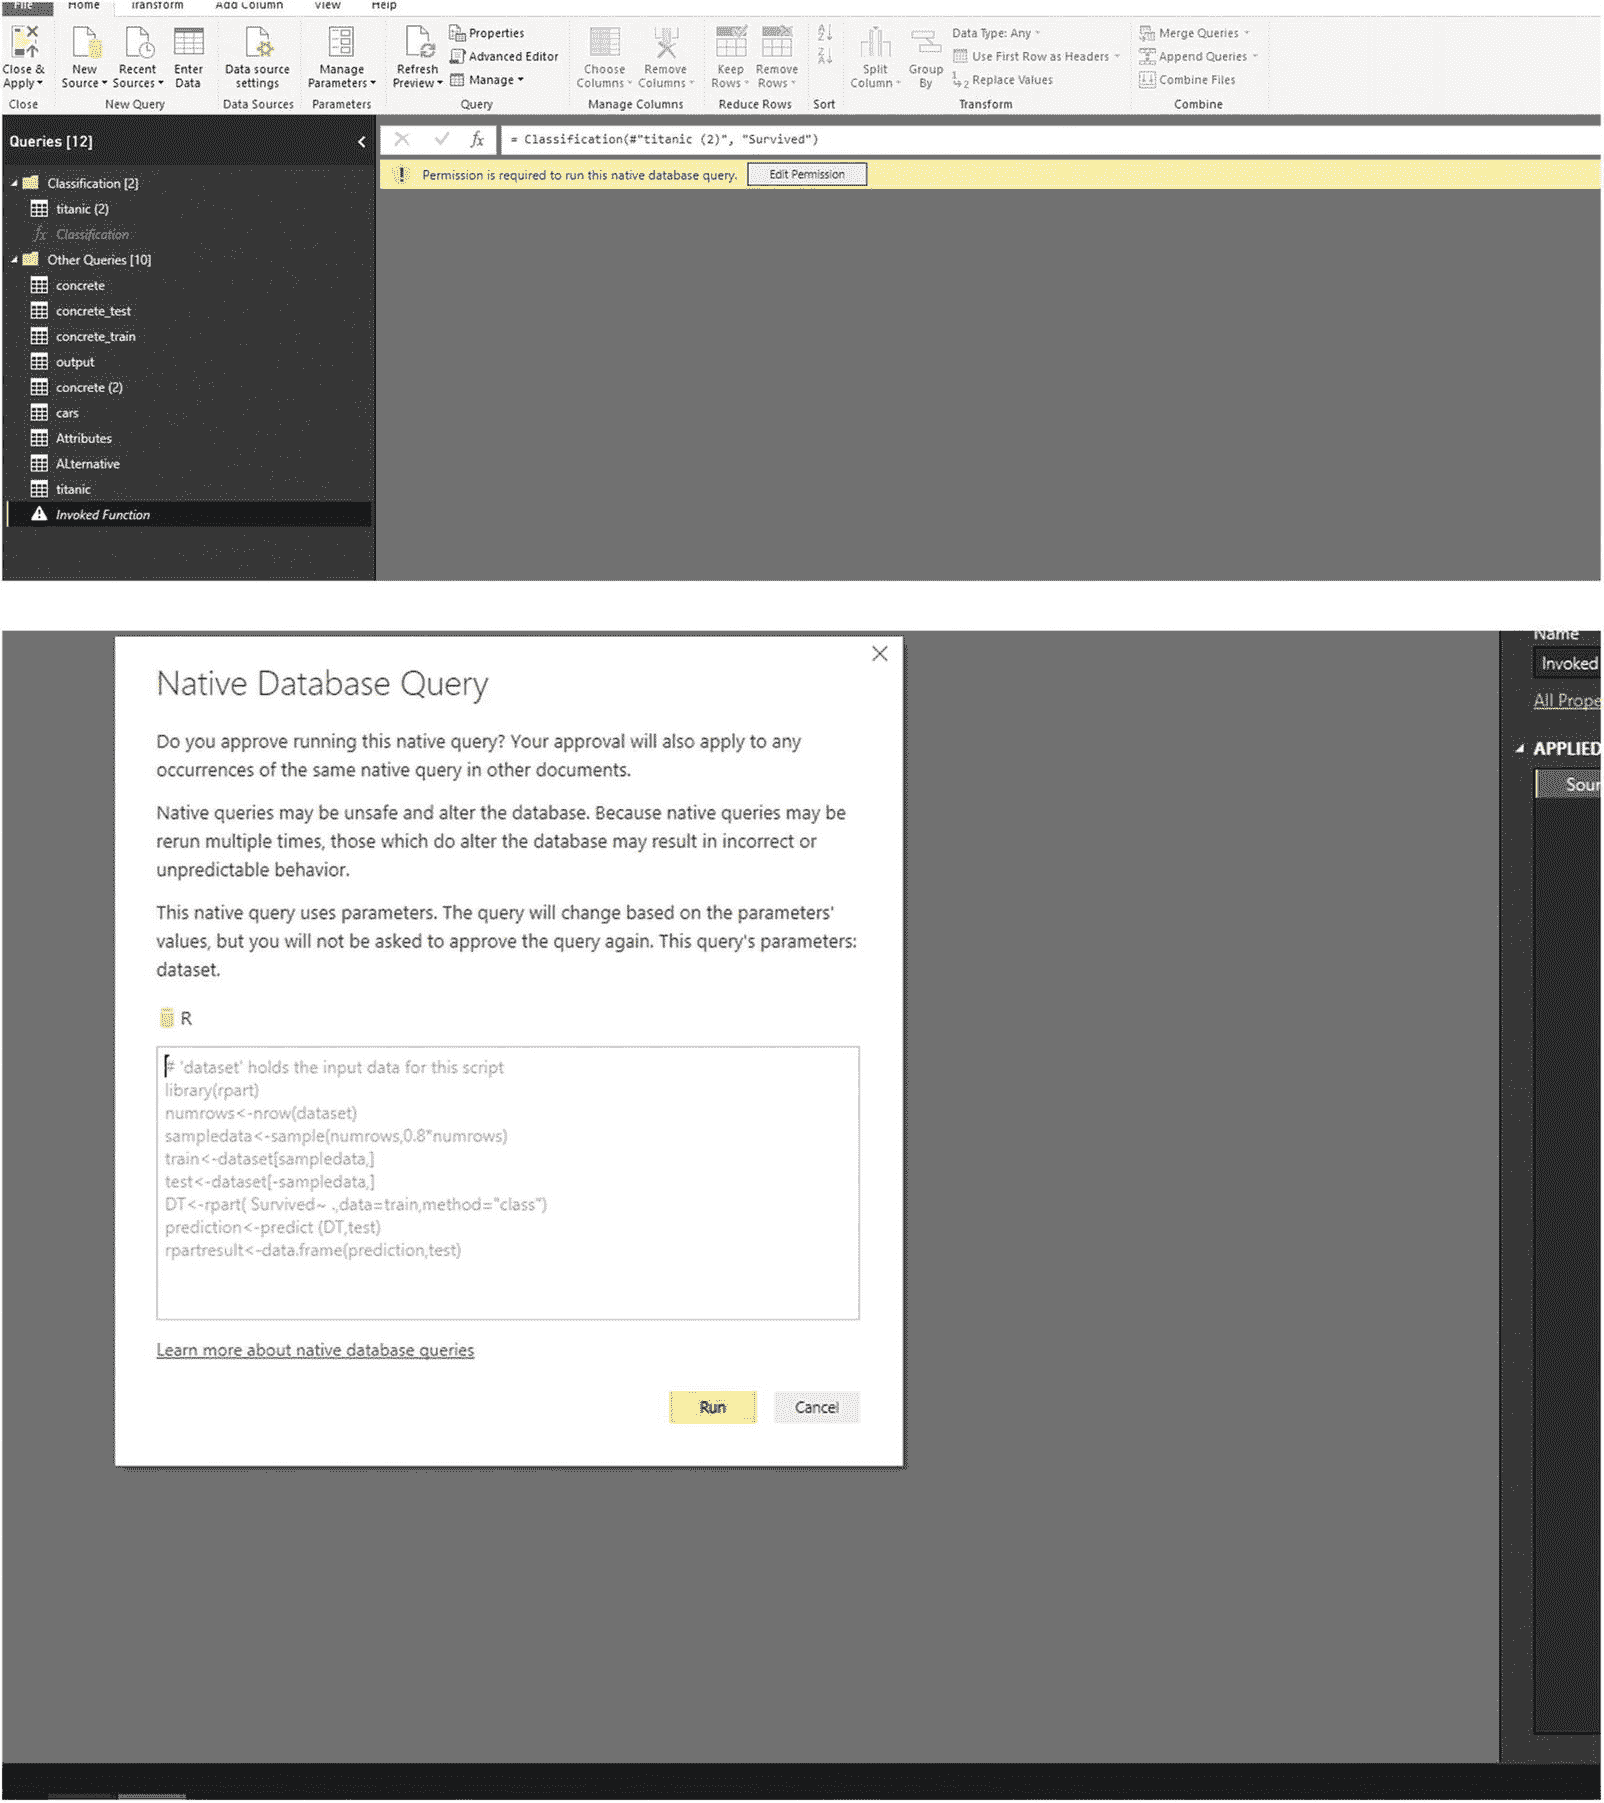 File Home Transform Add Column View Help
Close & Apply New Source Recent Sources Enter Data Data source settings Manage Parameters Refresh Preview Properties Advanced Editor Manage Choose Columns Remove Columns Keep Rows Remove Rows Split Column Group By Data Type: Any Use First Row as Headers Replace Values Merge Queries Append Queries Combine Files
Close New Query Data Sources Parameters Query Manage Columns Reduce Rows Sort Transform Combine
Queries [12]
fx = Classification(#"titanic (2)", "Survived")
! Permission is required to run this native database query. Edit Permission
Classification [2]
titanic (2)
fx Classification
Other Queries [10]
concrete
concrete_test
concrete_train
output
concrete (2)
cars
Attributes
ALternative
titanic
Invoked Function
Native Database Query
Do you approve running this native query? Your approval will also apply to any
occurrences of the same native query in other documents.
Native queries may be unsafe and alter the database. Because native queries may be
rerun multiple times, those which do alter the database may result in incorrect or
unpredictable behavior.
This native query uses parameters. The query will change based on the parameters'
values, but you will not be asked to approve the query again. This query's parameters:
dataset.
R
# 'dataset' holds the input data for this script
library(rpart)
numrows<-nrow(dataset)
sampledata<-sample(numrows,0.8*numrows)
train<-dataset[sampledata,]
test<-dataset[-sampledata,]
DT<-rpart( Survived~ .,data=train,method="class")
prediction<-predict (DT,test)
rpartresult<-data.frame(prediction,test)
Learn more about native database queries
Run Cancel
Name
Invoked
All Prope
APPLIED
Sour